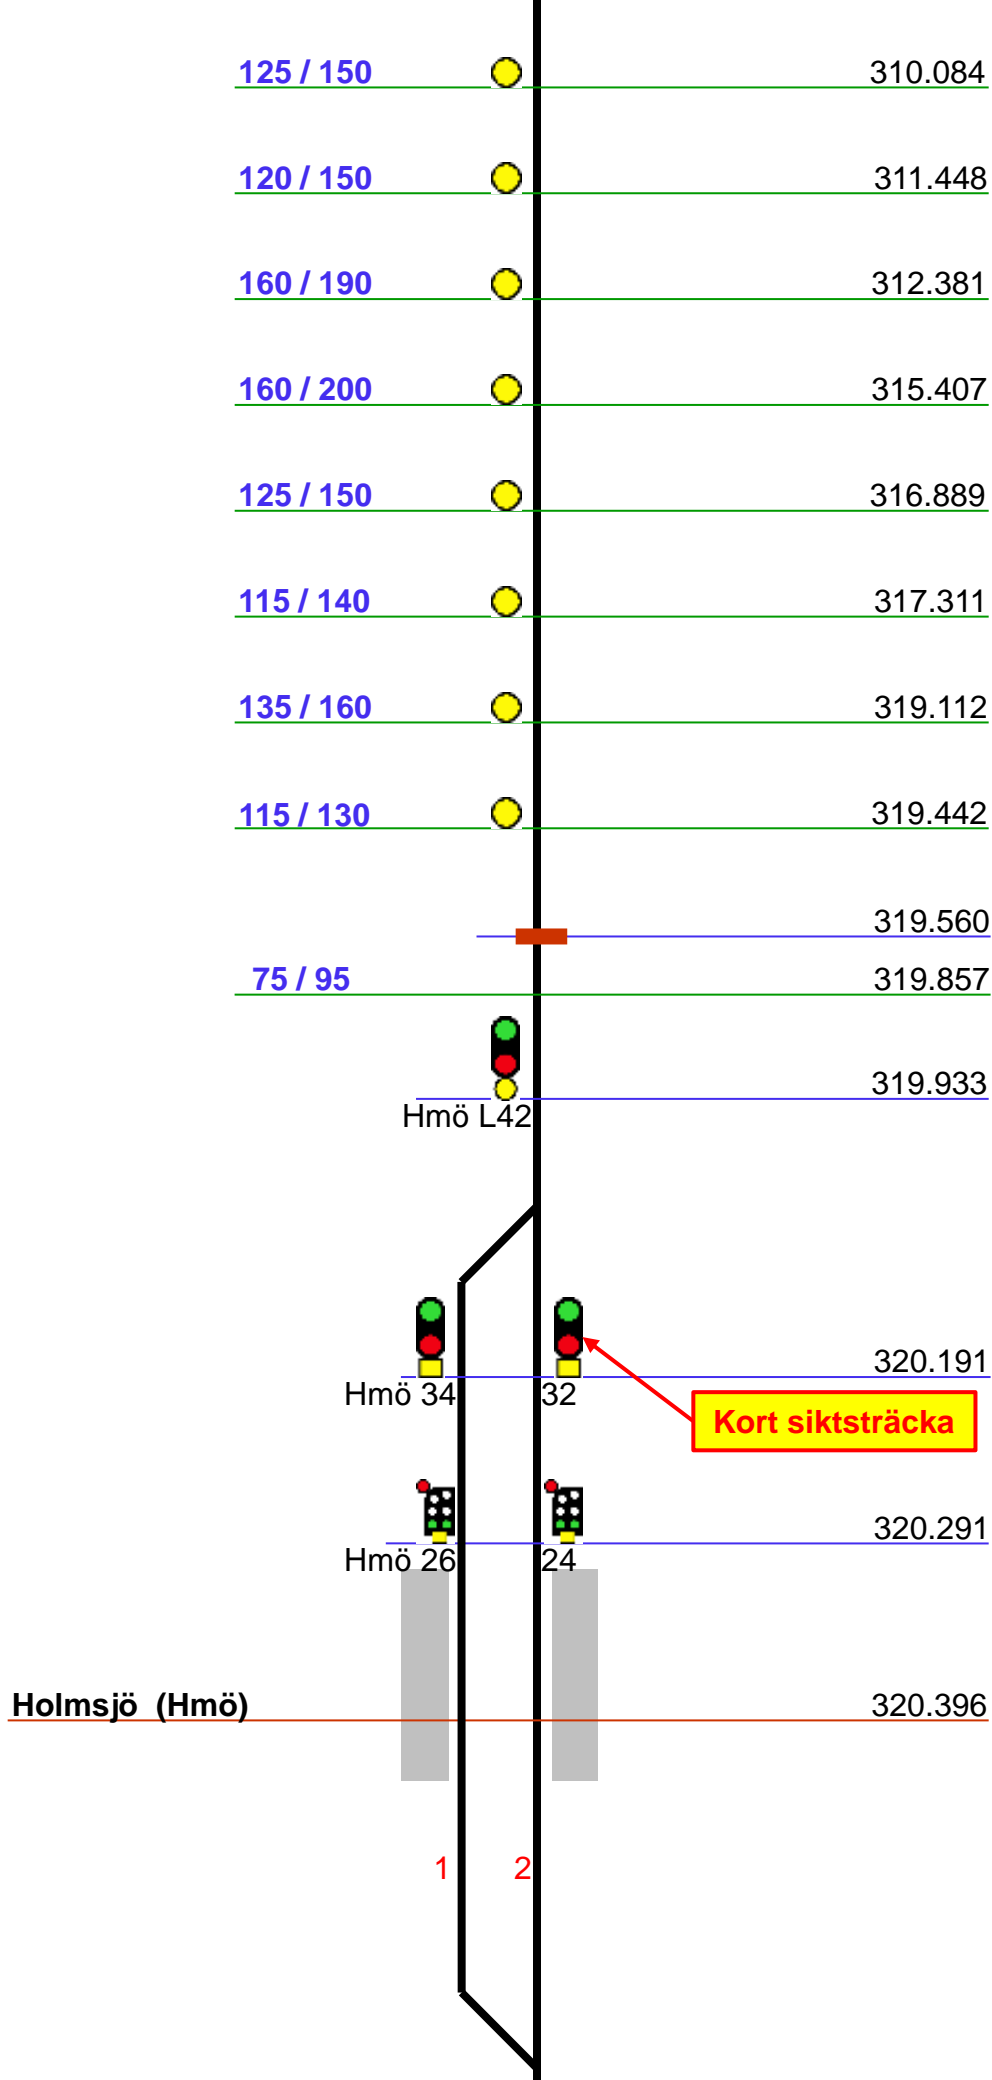 125 / 150 310.084
120 / 150 311.448
160 / 190 312.381
160 / 200 315.407
125 / 150 316.889
115 / 140 317.311
135 / 160 319.112
115 / 130 319.442
319.560
75 / 95 319.857
319.933
Hmö L42
320.191
Hmö 34 32
Kort siktsträcka
320.291
Hmö 26 24
Holmsjö (Hmö) 320.396
1 2